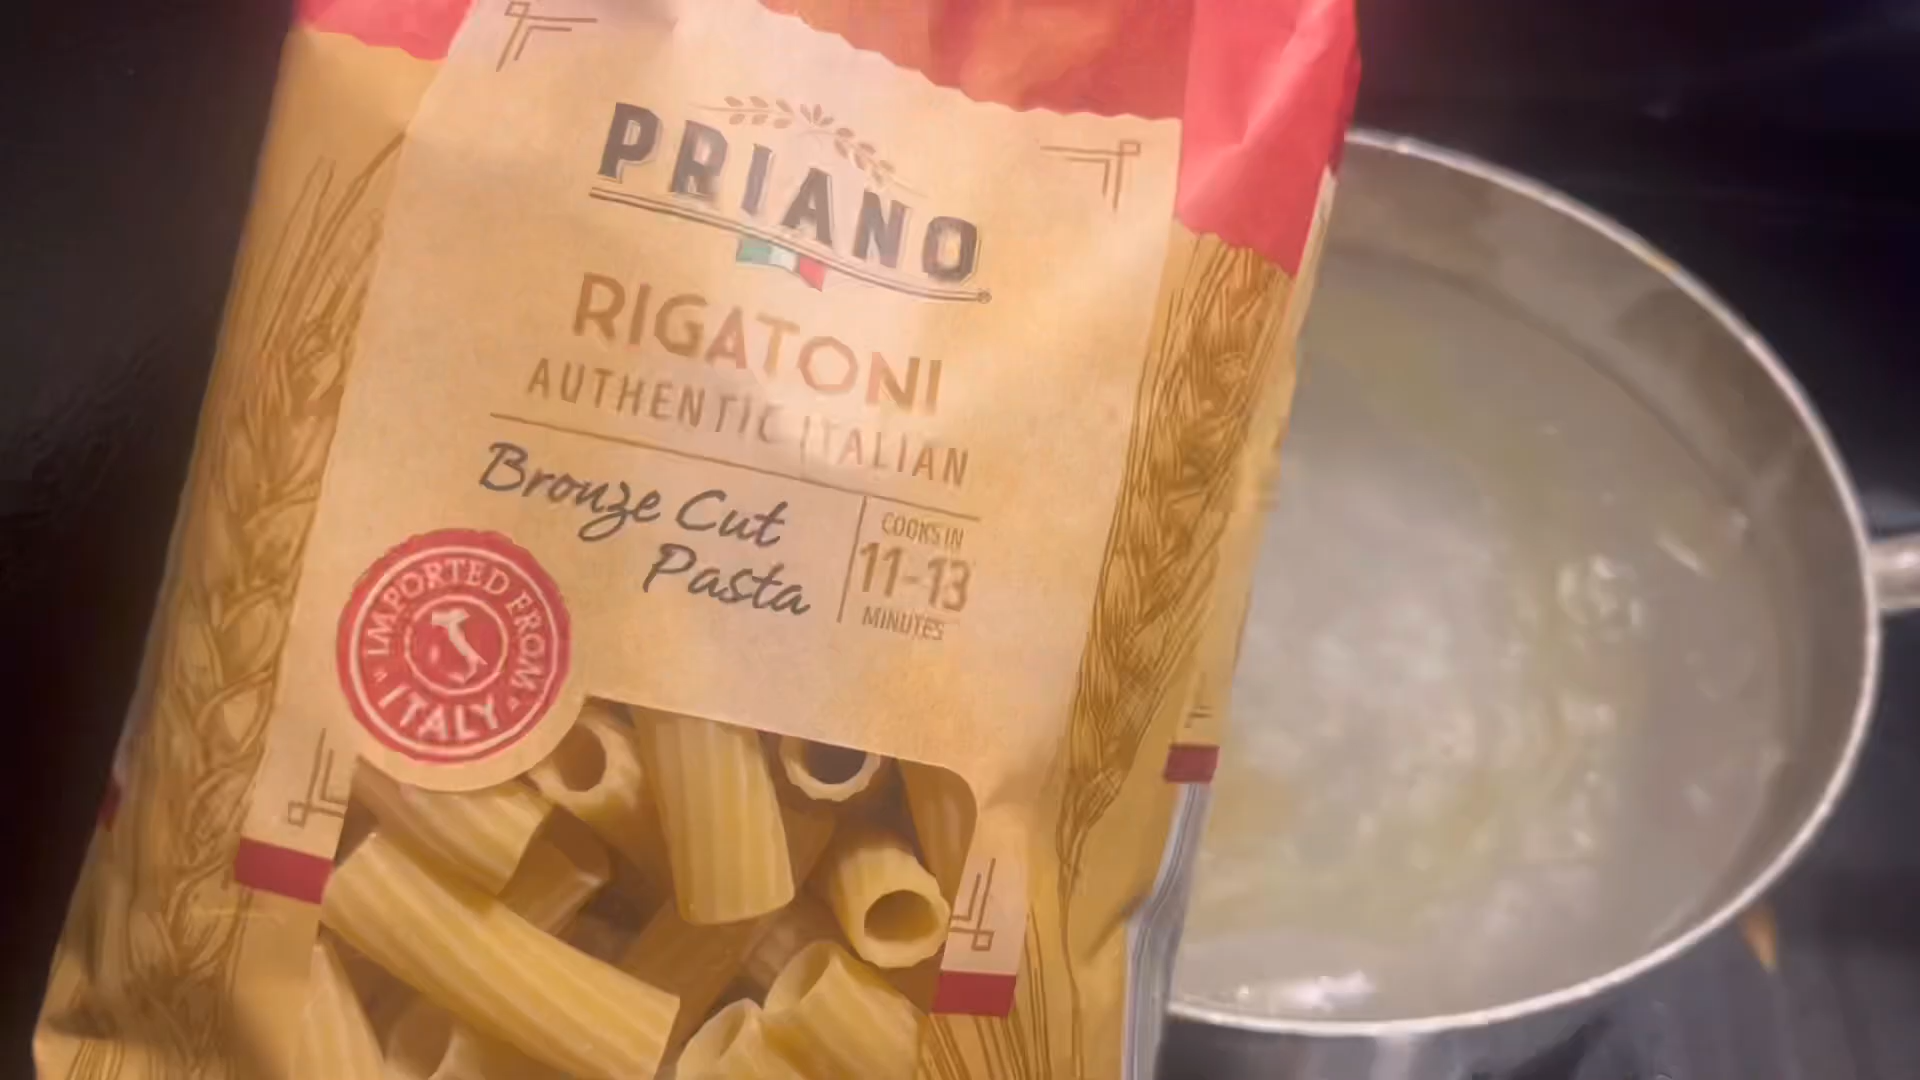 PRIANO
RIGATONI
AUTHENTIC ITALIAN
Bronze Cut
Pasta
COOKS IN
11-13
MINUTES
IMPORTED FROM
ITALY